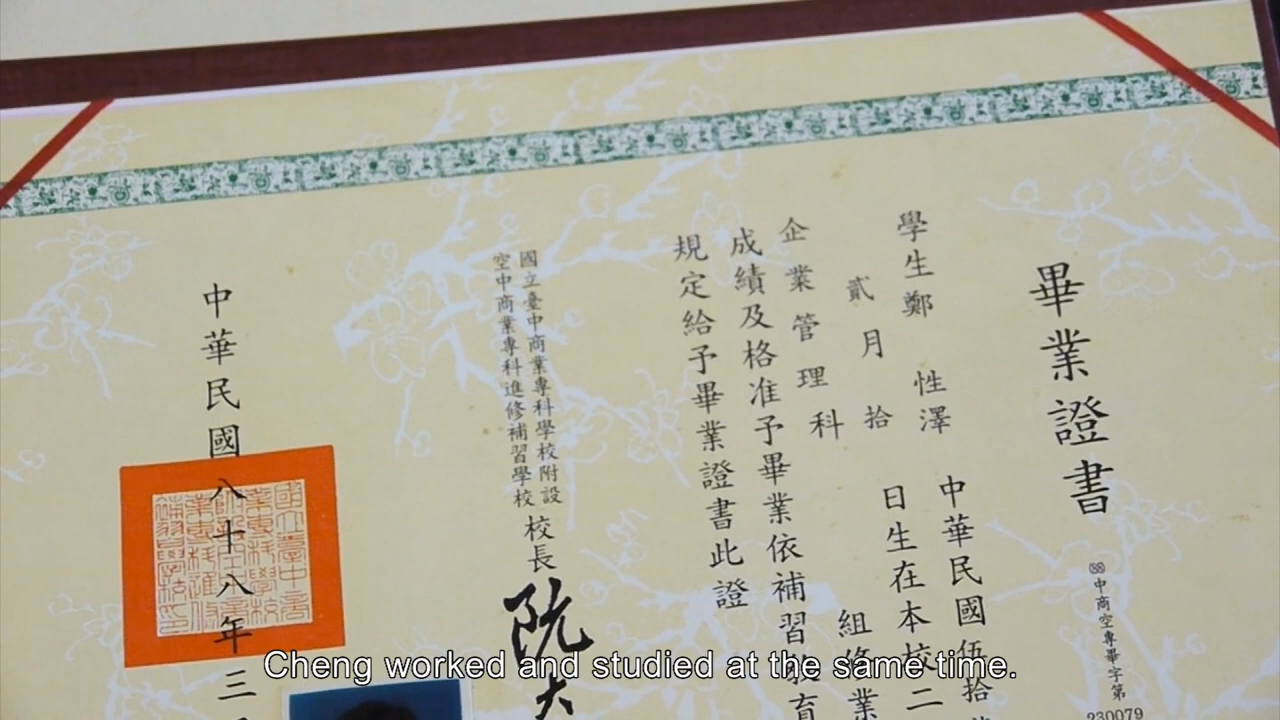 畢業證書
(88)中商空專畢字第
230079
學生鄭性澤 中華民國伍拾
貳月拾日生在本校二
企業管理科 組修業
成績及格准予畢業依補習教育
規定給予畢業證書此證
國立臺中商業專科學校附設
空中商業專科進修補習學校
校長 阮大
中華民國八十八年三
Cheng worked and studied at the same time.